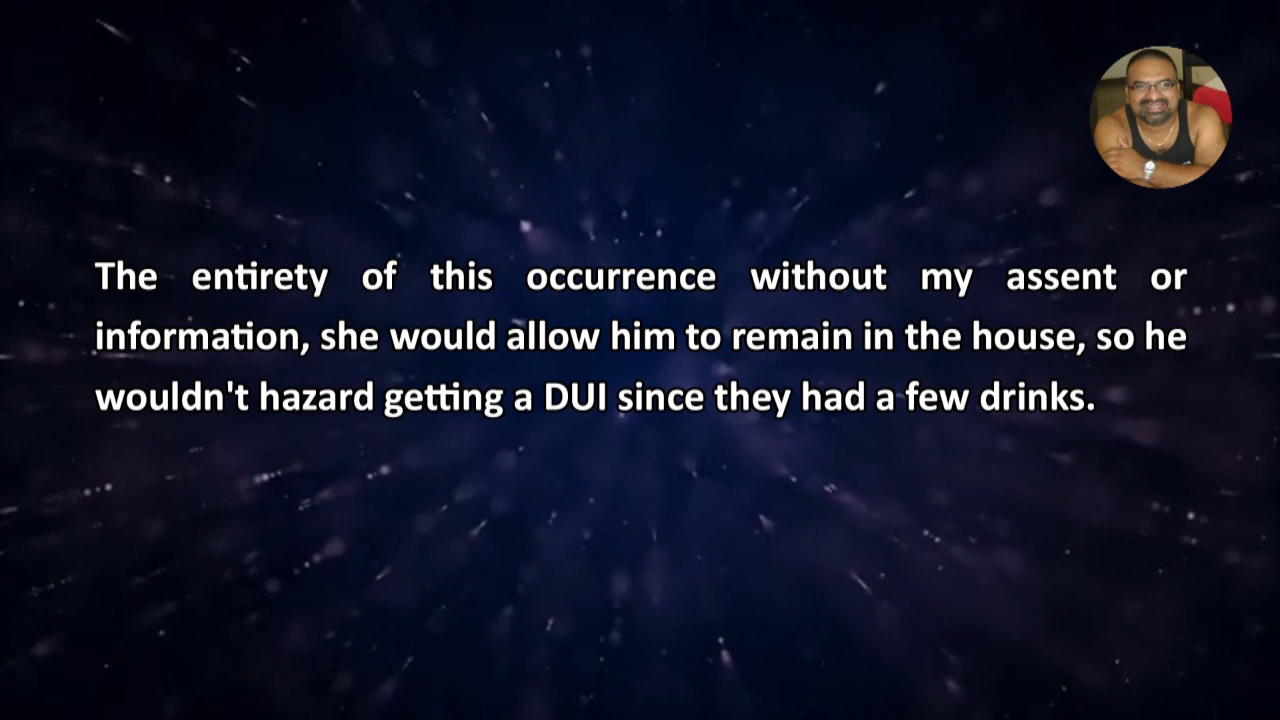 The entirety of this occurrence without my assent or
information, she would allow him to remain in the house, so he
wouldn't hazard getting a DUI since they had a few drinks.